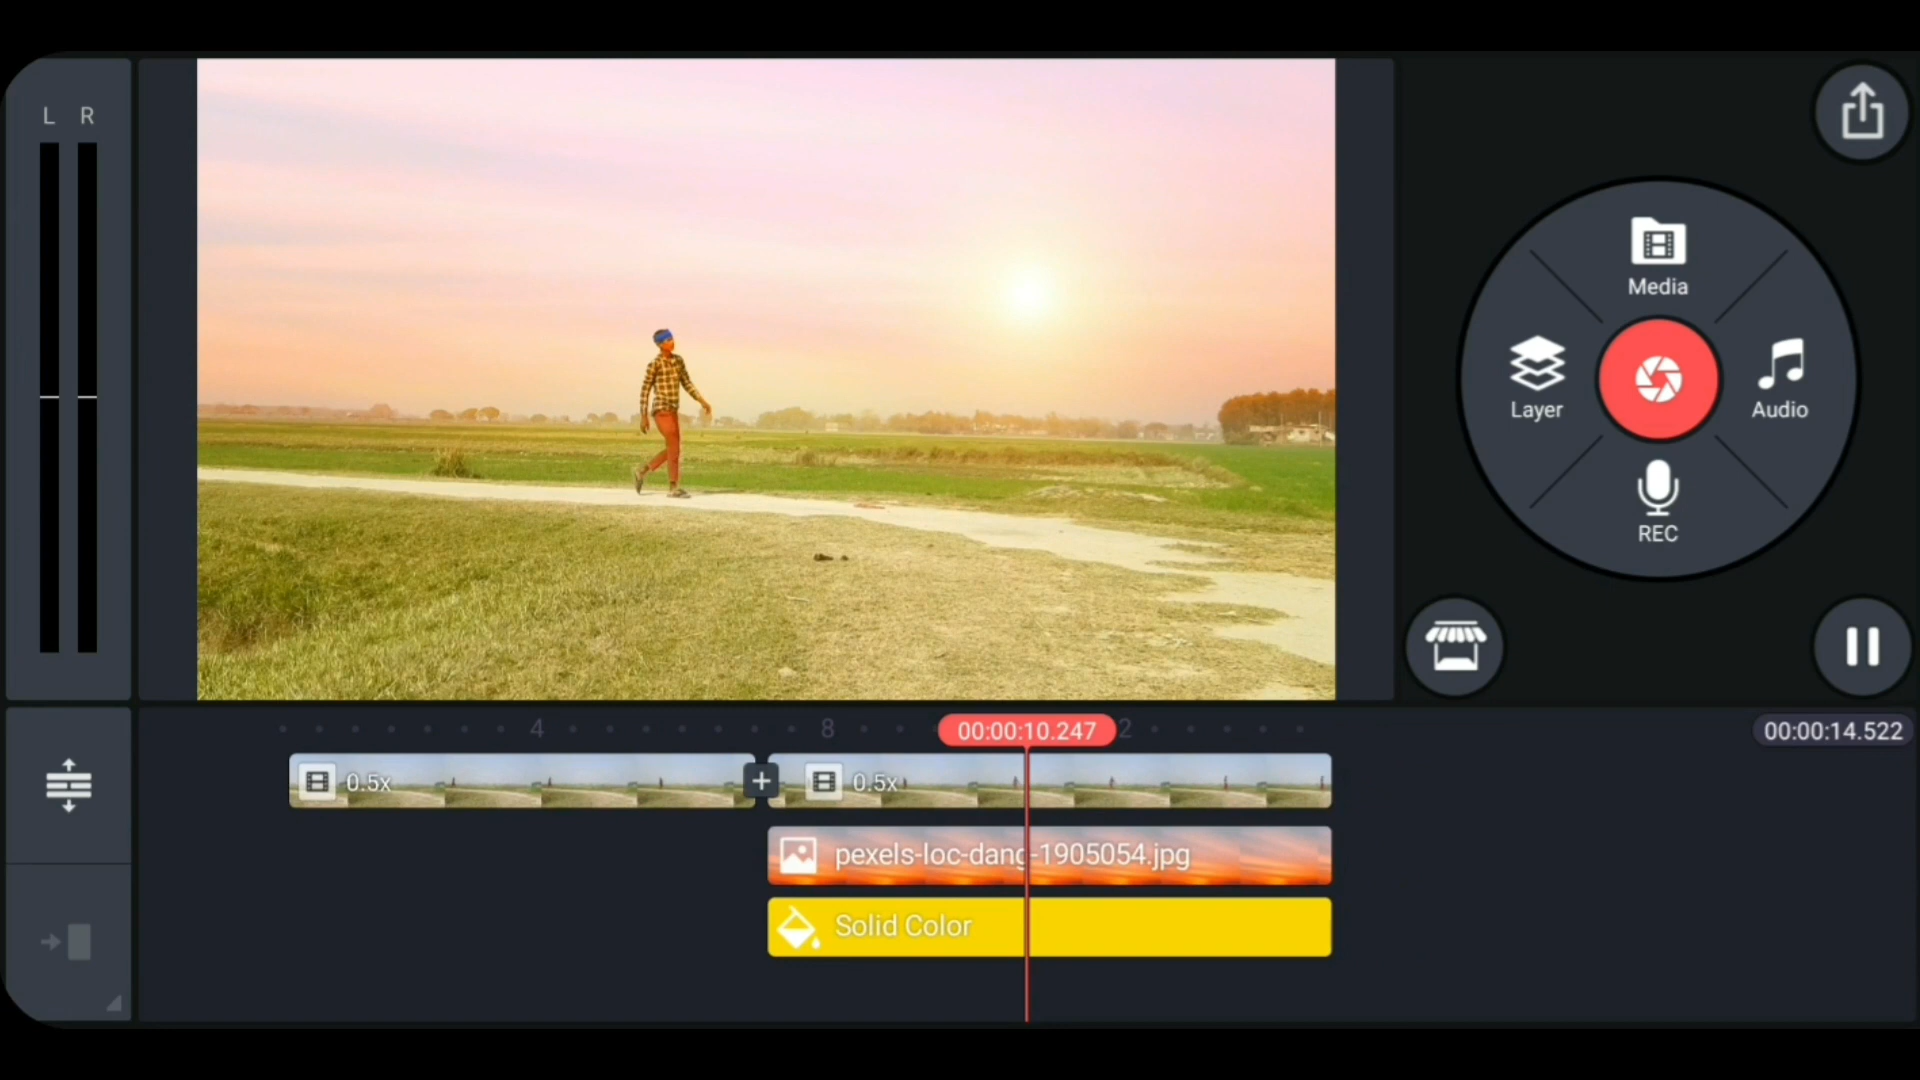 L R
Media
Layer
Audio
REC
4 8 00:00:10.247 2 00:00:14.522
0.5x 0.5x
pexels-loc-dang-1905054.jpg
Solid Color